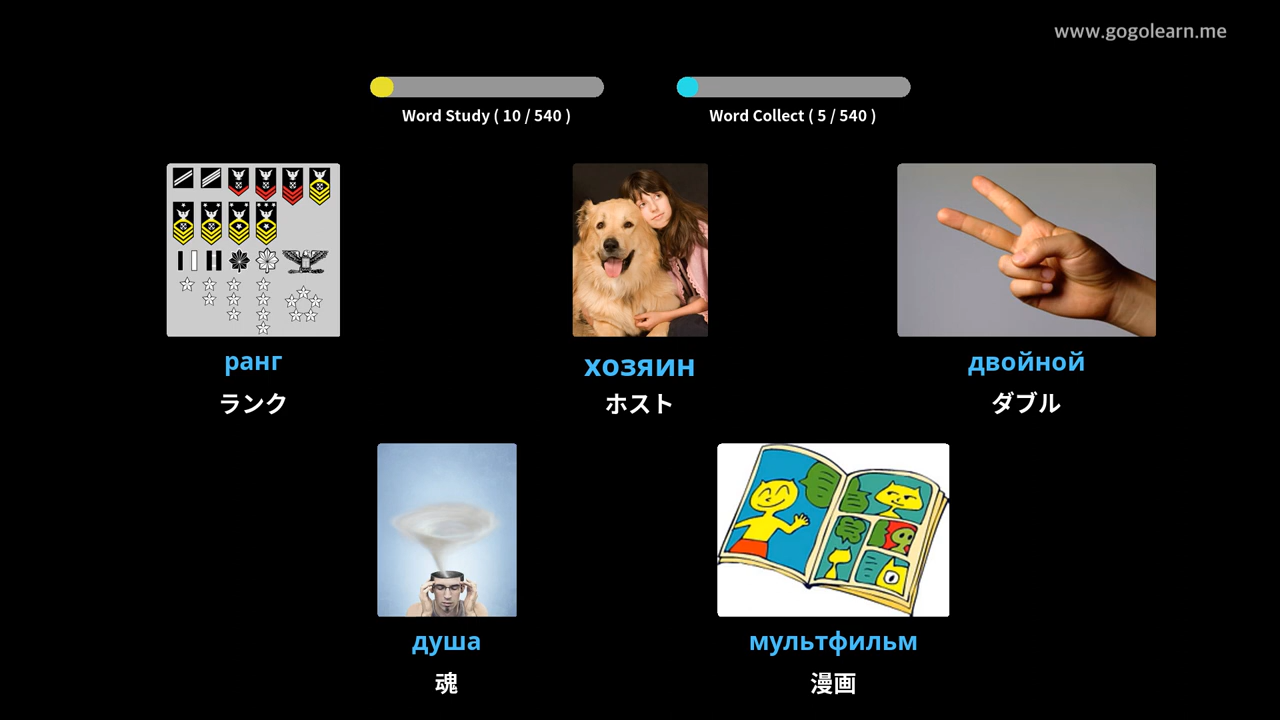 www.gogolearn.me
Word Study ( 10 / 540 )
Word Collect ( 5 / 540 )
ранг
ランク
хозяин
ホスト
двойной
ダブル
душа
魂
мультфильм
漫画